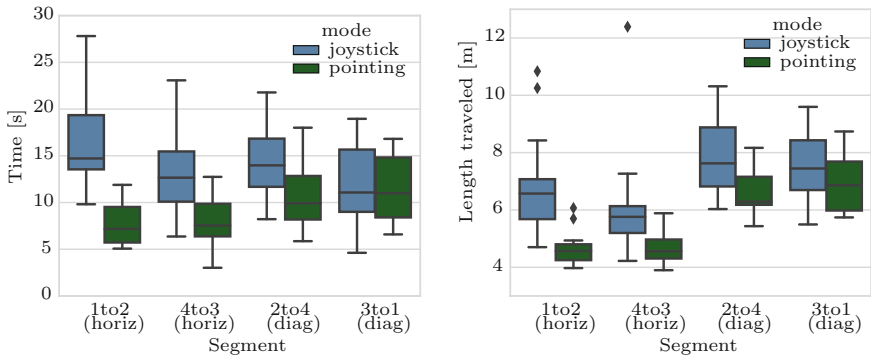 30
25
20
15
10
5
0
Time [s]
mode
joystick
pointing
1to2
(horiz)
4to3
(horiz)
2to4
(diag)
3to1
(diag)
Segment
12
10
8
6
4
Length traveled [m]
mode
joystick
pointing
1to2
(horiz)
4to3
(horiz)
2to4
(diag)
3to1
(diag)
Segment